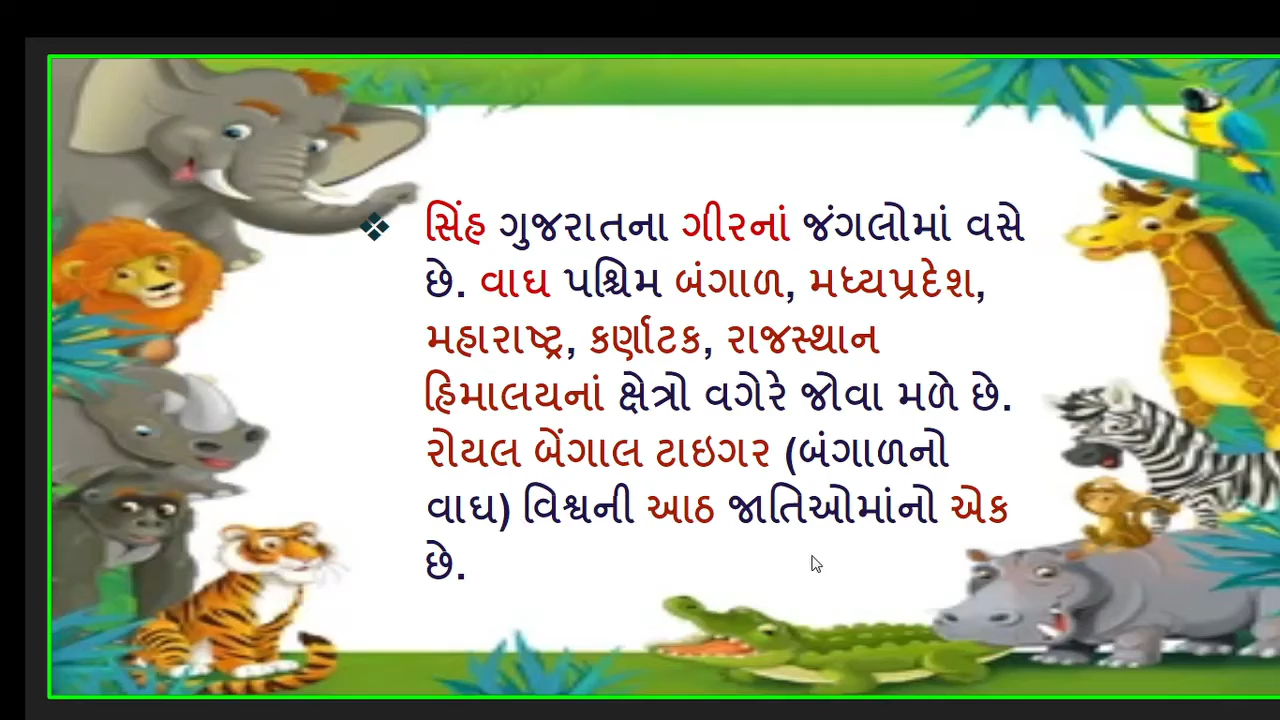 ❖ સિંહ ગુજરાતના ગીરનાં જંગલોમાં વસે
છે. વાઘ પશ્ચિમ બંગાળ, મધ્યપ્રદેશ,
મહારાષ્ટ્ર, કર્ણાટક, રાજસ્થાન
હિમાલયનાં ક્ષેત્રો વગેરે જોવા મળે છે.
રોયલ બેંગાલ ટાઇગર (બંગાળનો
વાઘ) વિશ્વની આઠ જાતિઓમાંનો એક
છે.